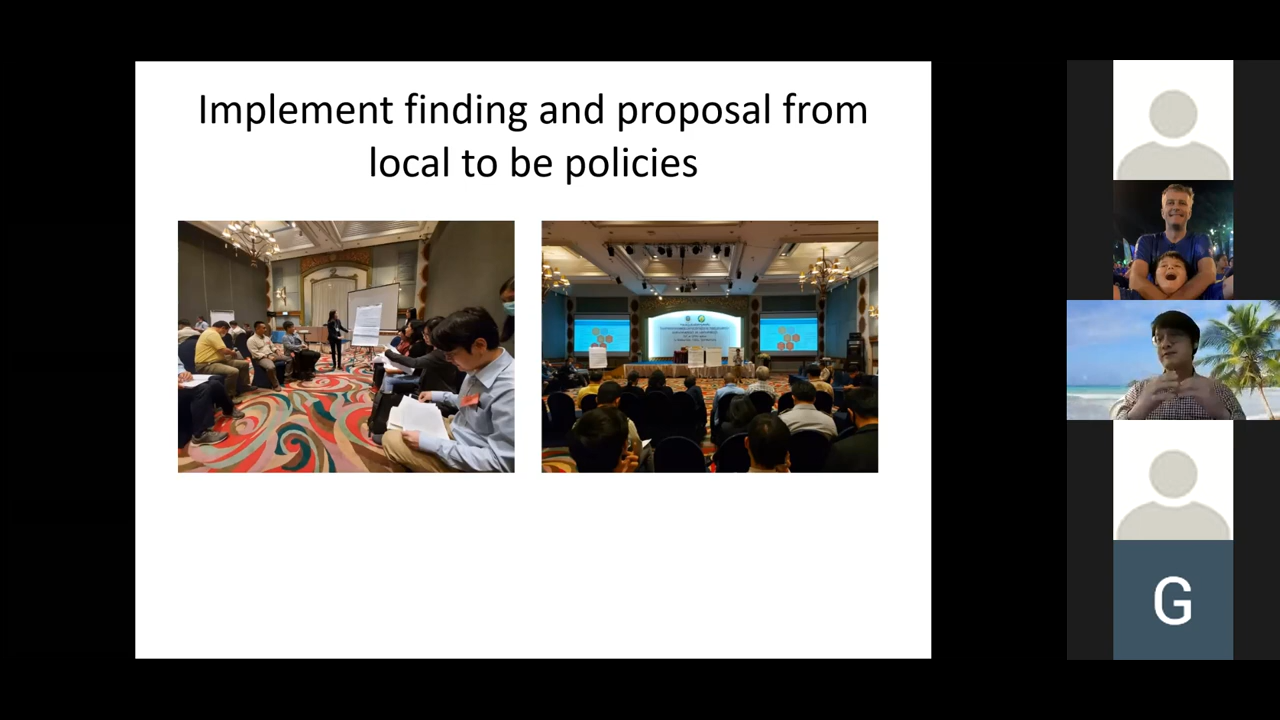 Implement finding and proposal from
local to be policies
G